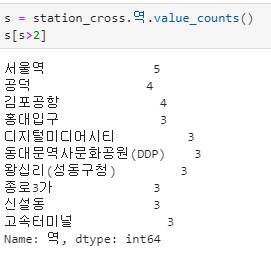 s = station_cross.역.value_counts()
s[s>2]
서울역 5
공덕 4
김포공항 4
홍대입구 3
디지털미디어시티 3
동대문역사문화공원(DDP) 3
왕십리(성동구청) 3
종로3가 3
신설동 3
고속터미널 3
Name: 역, dtype: int64